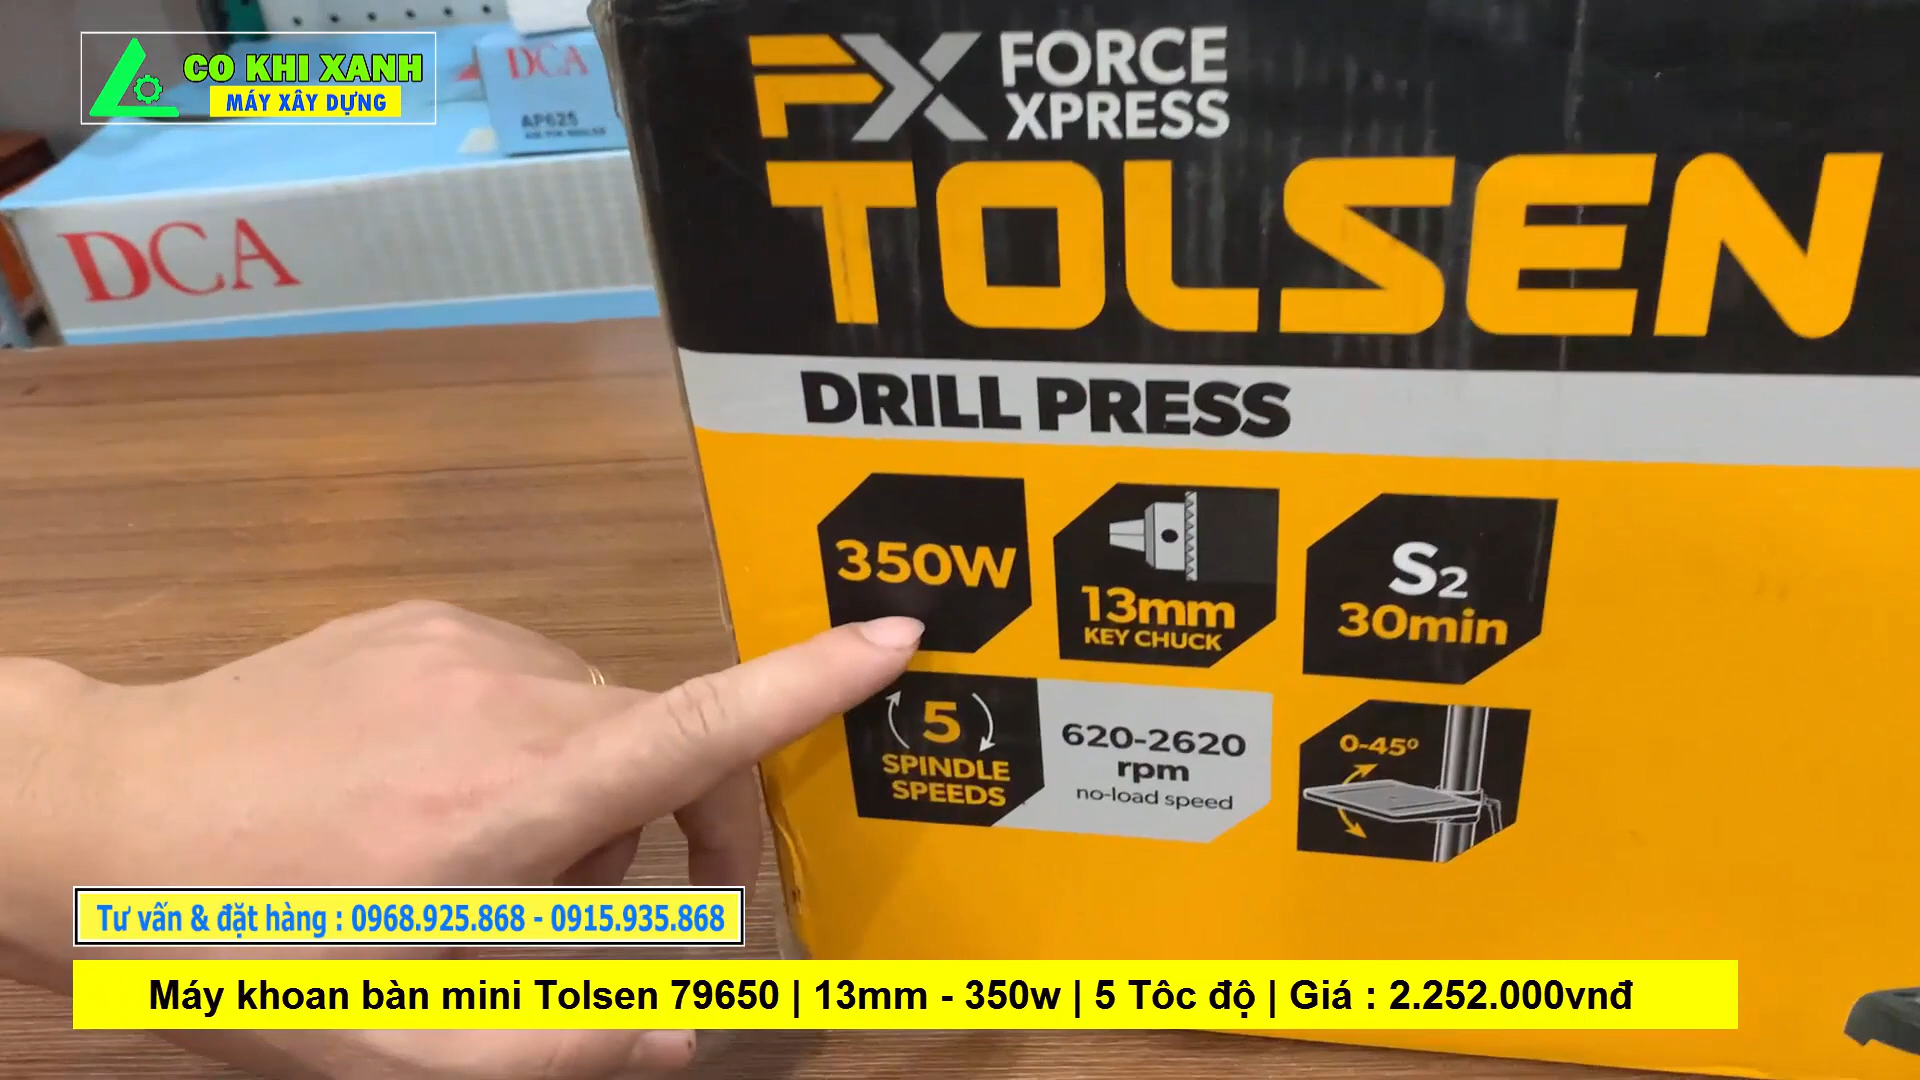 CO KHI XANH
MÁY XÂY DỰNG
DCA
AP625
DCA
FX FORCE
XPRESS
TOLSEN
DRILL PRESS
350W
13mm
KEY CHUCK
S2
30min
5
SPINDLE
SPEEDS
620-2620
rpm
no-load speed
0-45º
Tư vấn & đặt hàng : 0968.925.868 - 0915.935.868
Máy khoan bàn mini Tolsen 79650 | 13mm - 350w | 5 Tôc độ | Giá : 2.252.000vnđ